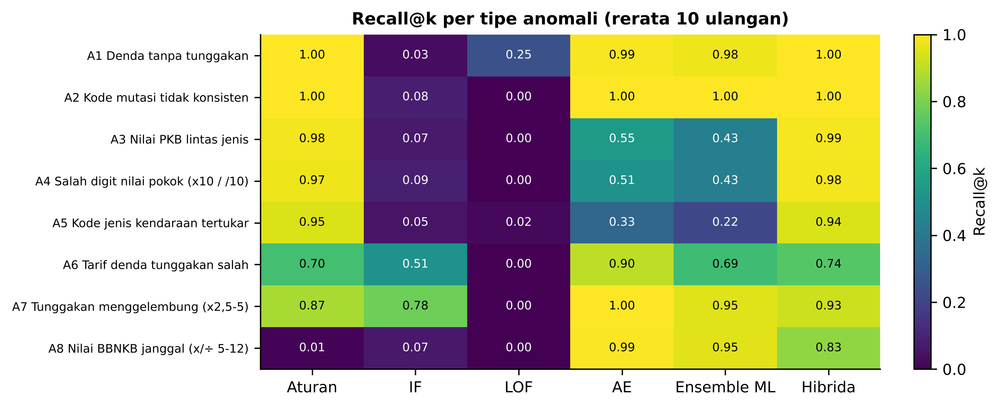 Recall@k per tipe anomali (rerata 10 ulangan)
A1 Denda tanpa tunggakan 1.00 0.03 0.25 0.99 0.98 1.00
A2 Kode mutasi tidak konsisten 1.00 0.08 0.00 1.00 1.00 1.00
A3 Nilai PKB lintas jenis 0.98 0.07 0.00 0.55 0.43 0.99
A4 Salah digit nilai pokok (x10 / /10) 0.97 0.09 0.00 0.51 0.43 0.98
A5 Kode jenis kendaraan tertukar 0.95 0.05 0.02 0.33 0.22 0.94
A6 Tarif denda tunggakan salah 0.70 0.51 0.00 0.90 0.69 0.74
A7 Tunggakan menggelembung (x2,5-5) 0.87 0.78 0.00 1.00 0.95 0.93
A8 Nilai BBNKB janggal (x/÷ 5-12) 0.01 0.07 0.00 0.99 0.95 0.83
Aturan IF LOF AE Ensemble ML Hibrida
1.0
0.8
0.6
0.4
0.2
0.0
Recall@k